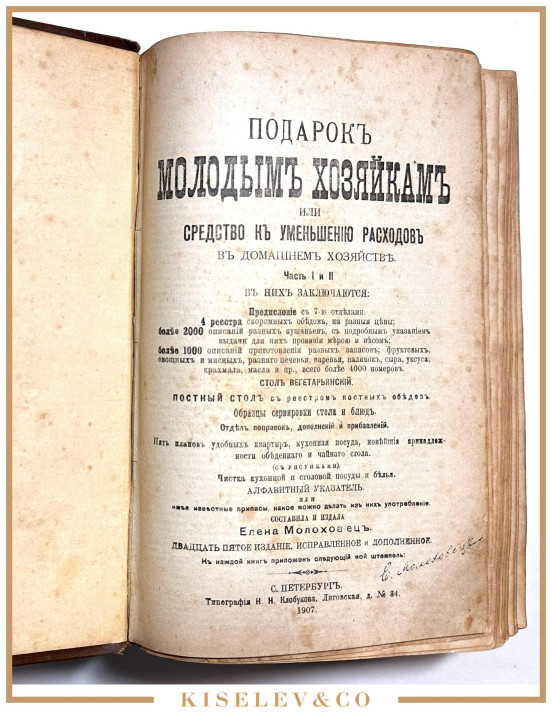 ПОДАРОКЪ
МОЛОДЫМЪ ХОЗЯЙКАМЪ
ИЛИ
СРЕДСТВО КЪ УМЕНЬШЕНІЮ РАСХОДОВЪ
ВЪ ДОМАШНЕМЪ ХОЗЯЙСТВѢ.
Часть I и II
ВЪ НИХЪ ЗАКЛЮЧАЮТСЯ:
Предисловіе съ 7-ю отдѣлами.
4 реестра скоромныхъ обѣдовъ, на разныя цѣны;
болѣе 2000 описаній разныхъ кушаньевъ, съ подробнымъ указаніемъ
выдачи для нихъ провизіи мѣрою и вѣсомъ;
болѣе 1000 описаній приготовленія разныхъ запасовъ; фруктовыхъ,
овощныхъ и мясныхъ, разнаго печенья, варенья, наливокъ, сыра, уксуса,
крахмала, масла и пр., всего болѣе 4000 номеровъ.
СТОЛЪ ВЕГЕТАРЬЯНСКІЙ.
ПОСТНЫЙ СТОЛЪ съ реестромъ постныхъ обѣдовъ.
Образцы сервировки стола и блюдъ.
Отдѣлъ поправокъ, дополненій и прибавленій.
Пять плановъ удобныхъ квартиръ, кухонная посуда, новѣйшія принадлеж-
ности обѣденнаго и чайнаго стола.
(СЪ РИСУНКАМИ).
Чистка кухонной и столовой посуды и бѣлья.
АЛФАВИТНЫЙ УКАЗАТЕЛЬ.
ИЛИ
имѣя извѣстные припасы, какое можно дѣлать изъ нихъ употребленіе.
СОСТАВИЛА И ИЗДАЛА
Елена Молоховецъ.
ДВАДЦАТЬ ПЯТОЕ ИЗДАНІЕ, ИСПРАВЛЕННОЕ и ДОПОЛНЕННОЕ.
Къ каждой книгѣ приложенъ слѣдующій мой штемпель:
Е. Молоховецъ
С. ПЕТЕРБУРГЪ.
Типографія Н. Н. Клобукова, Лиговская, д. № 34.
1907.
KISELEV&CO